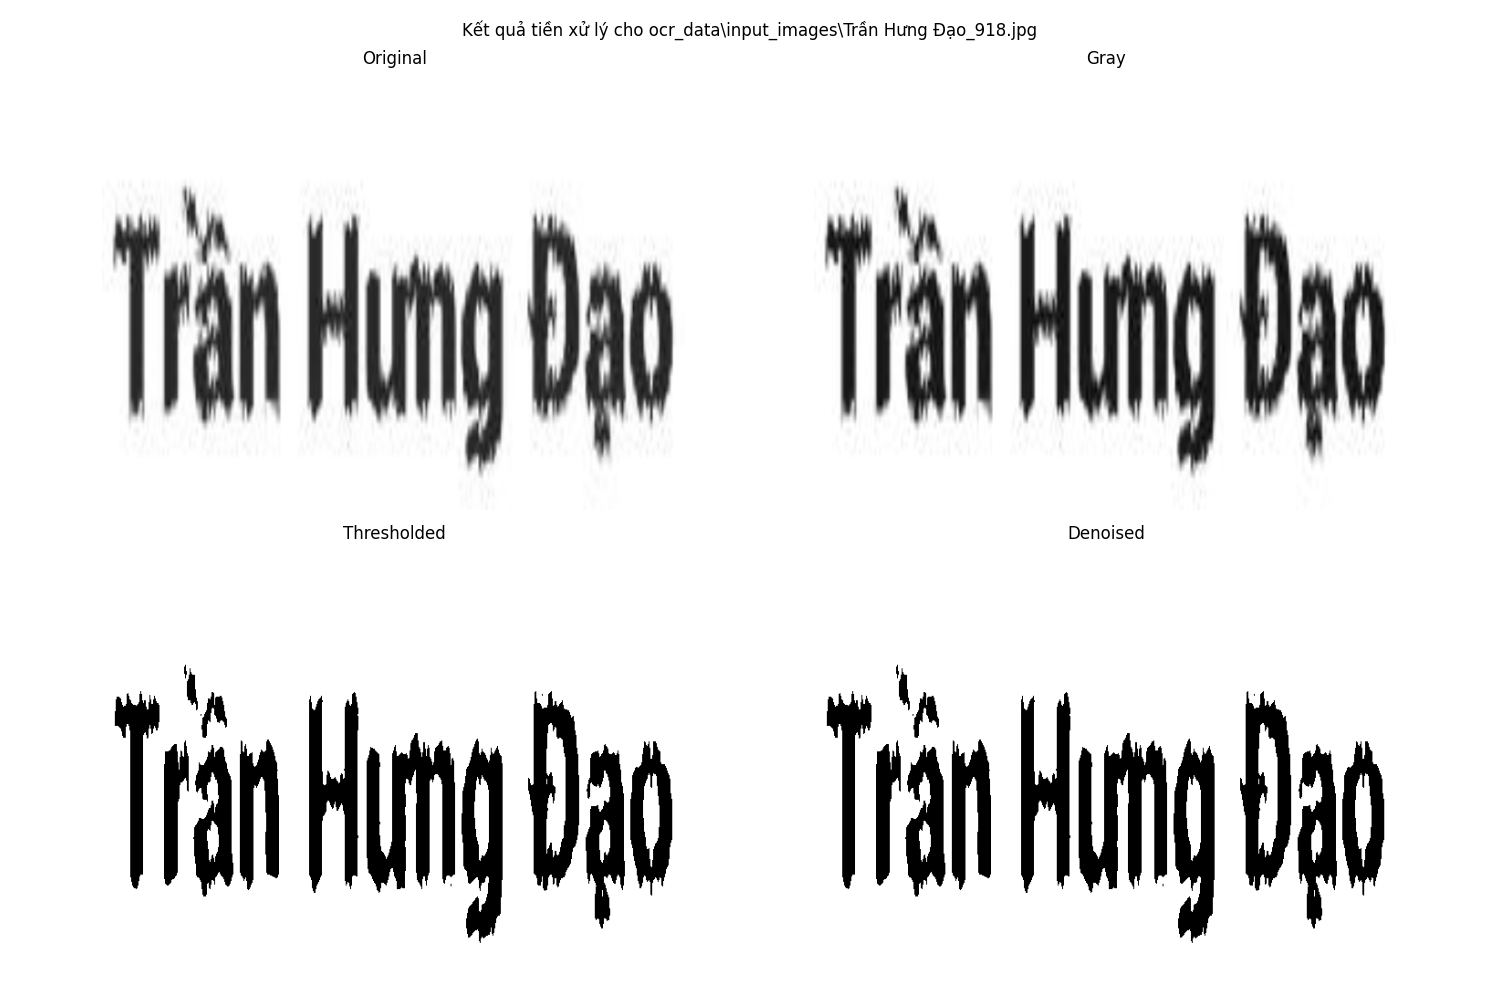 Kết quả tiền xử lý cho ocr_data\input_images\Trần Hưng Đạo_918.jpg
Original
Gray
Trần Hưng Đạo
Trần Hưng Đạo
Thresholded
Denoised
Trần Hưng Đạo
Trần Hưng Đạo